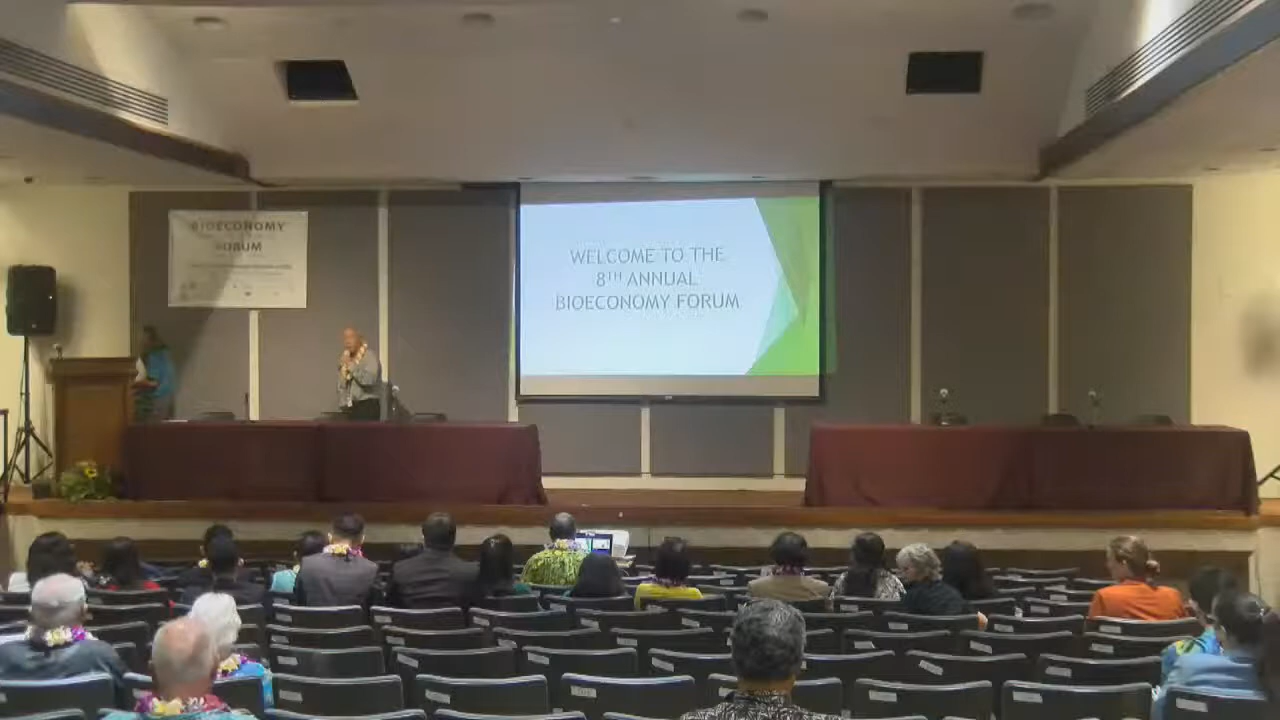 BIOECONOMY
FORUM
WELCOME TO THE
8TH ANNUAL
BIOECONOMY FORUM